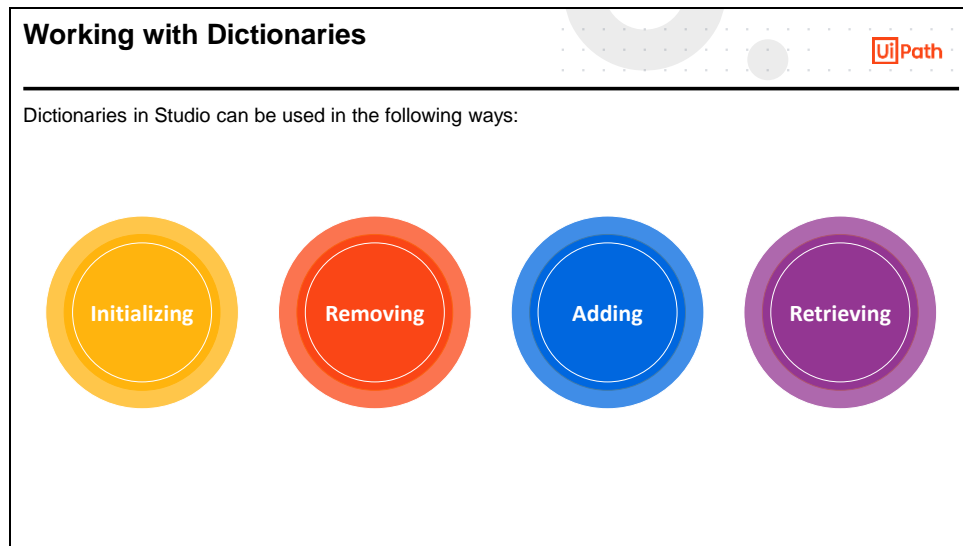 Working with Dictionaries
UiPath
Dictionaries in Studio can be used in the following ways:
Initializing
Removing
Adding
Retrieving